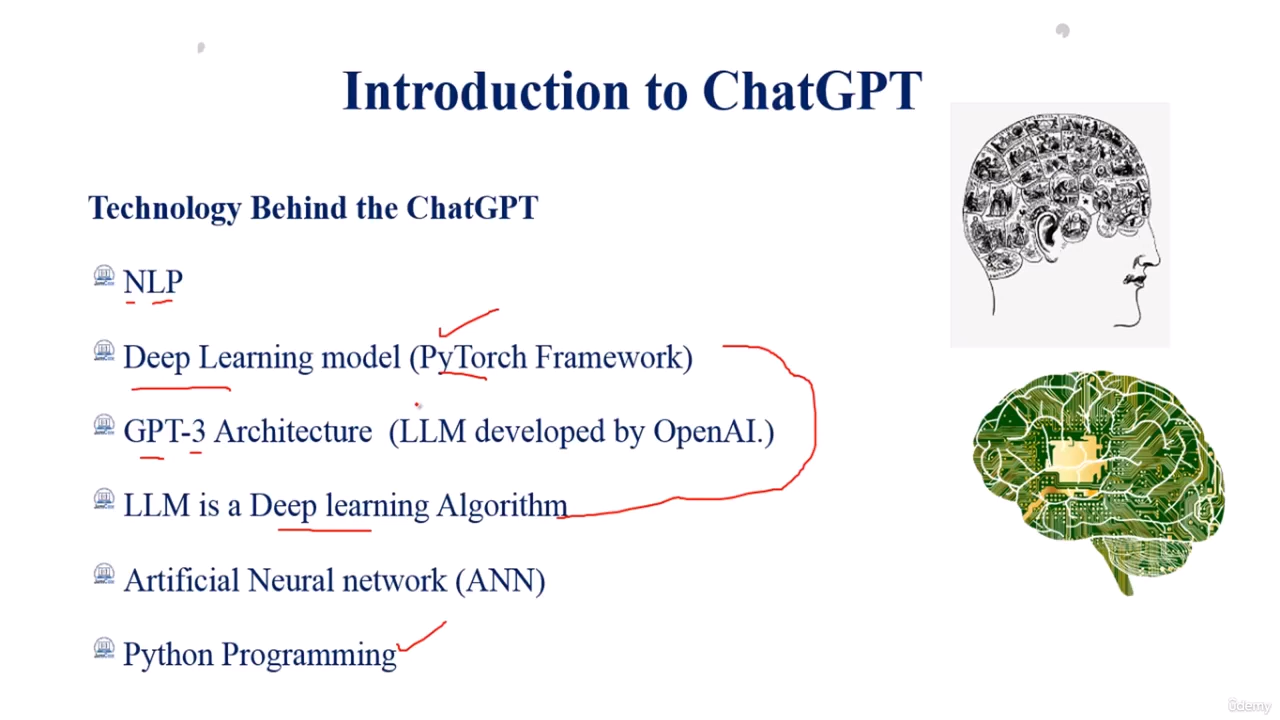 Introduction to ChatGPT
Technology Behind the ChatGPT
NLP
Deep Learning model (PyTorch Framework)
GPT-3 Architecture (LLM developed by OpenAI.)
LLM is a Deep learning Algorithm
Artificial Neural network (ANN)
Python Programming
ûdemy